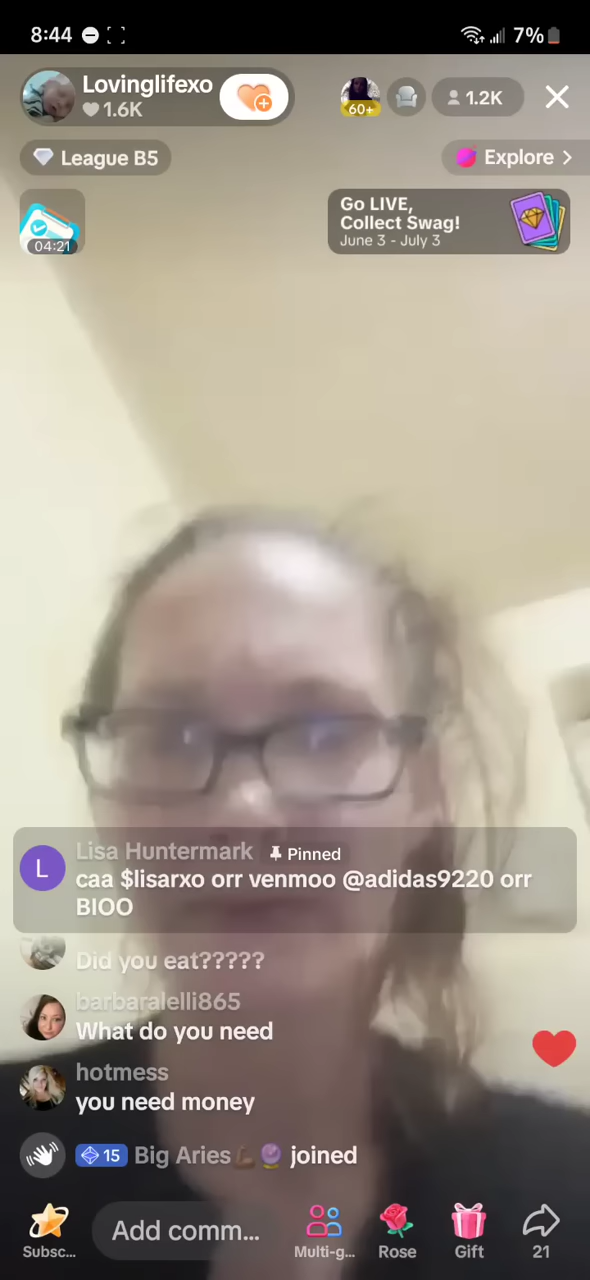 8:44
7%
Lovinglifexo
1.6K
60+
1.2K
League B5
Explore >
04:21
Go LIVE,
Collect Swag!
June 3 - July 3
L
Lisa Huntermark Pinned
caa $lisarxo orr venmoo @adidas9220 orr
BIOO
Did you eat?????
barbaralelli865
What do you need
hotmess
you need money
15 Big Aries💪🏾🔮 joined
Subsc...
Add comm...
Multi-g...
Rose
Gift
21